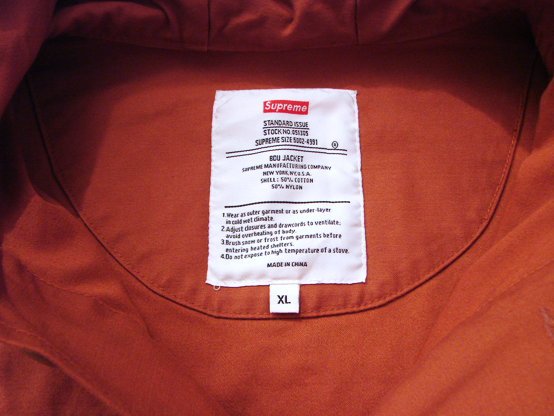 Supreme
STANDARD ISSUE
STOCK NO. 651105
SUPREME SIZE 5002-4991
®
BDU JACKET
SUPREME MANUFACTURING COMPANY
NEW YORK, NY. U.S.A.
SHELL: 50% COTTON
50% NYLON
1. Wear as outer garment or as under-layer
in cold wet climate.
2. Adjust closures and drawcords to ventilate;
avoid overheating of body.
3. Brush snow or frost from garments before
entering heated shelters.
4. Do not expose to high temperature of a stove.
MADE IN CHINA
XL